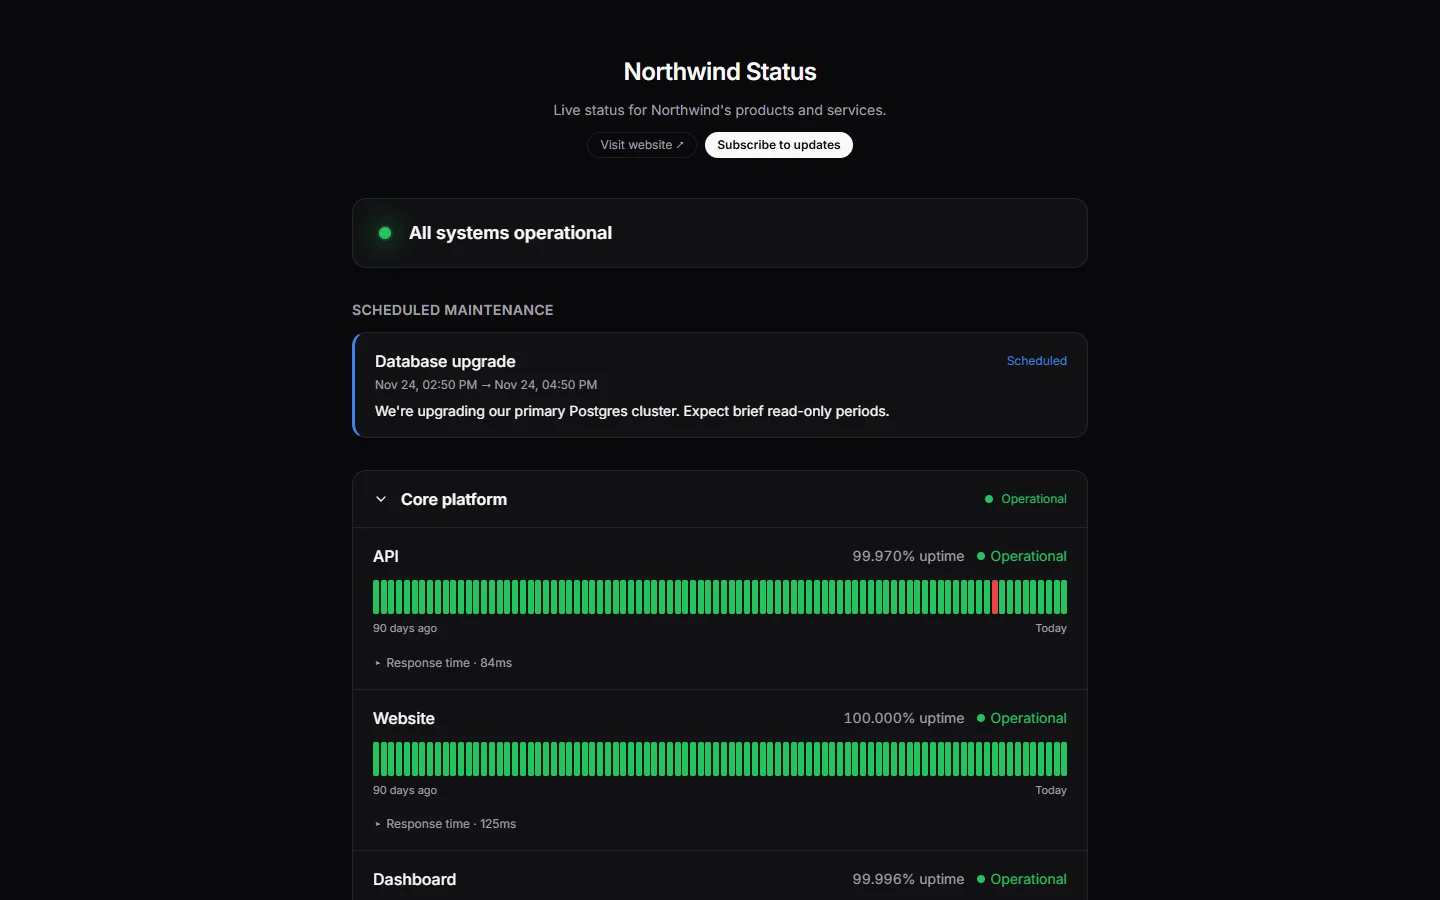 Northwind Status
Live status for Northwind's products and services.
Visit website ↗
Subscribe to updates
All systems operational
SCHEDULED MAINTENANCE
Database upgrade
Scheduled
Nov 24, 02:50 PM → Nov 24, 04:50 PM
We're upgrading our primary Postgres cluster. Expect brief read-only periods.
Core platform
Operational
API
99.970% uptime
Operational
90 days ago
Today
Response time · 84ms
Website
100.000% uptime
Operational
90 days ago
Today
Response time · 125ms
Dashboard
99.996% uptime
Operational